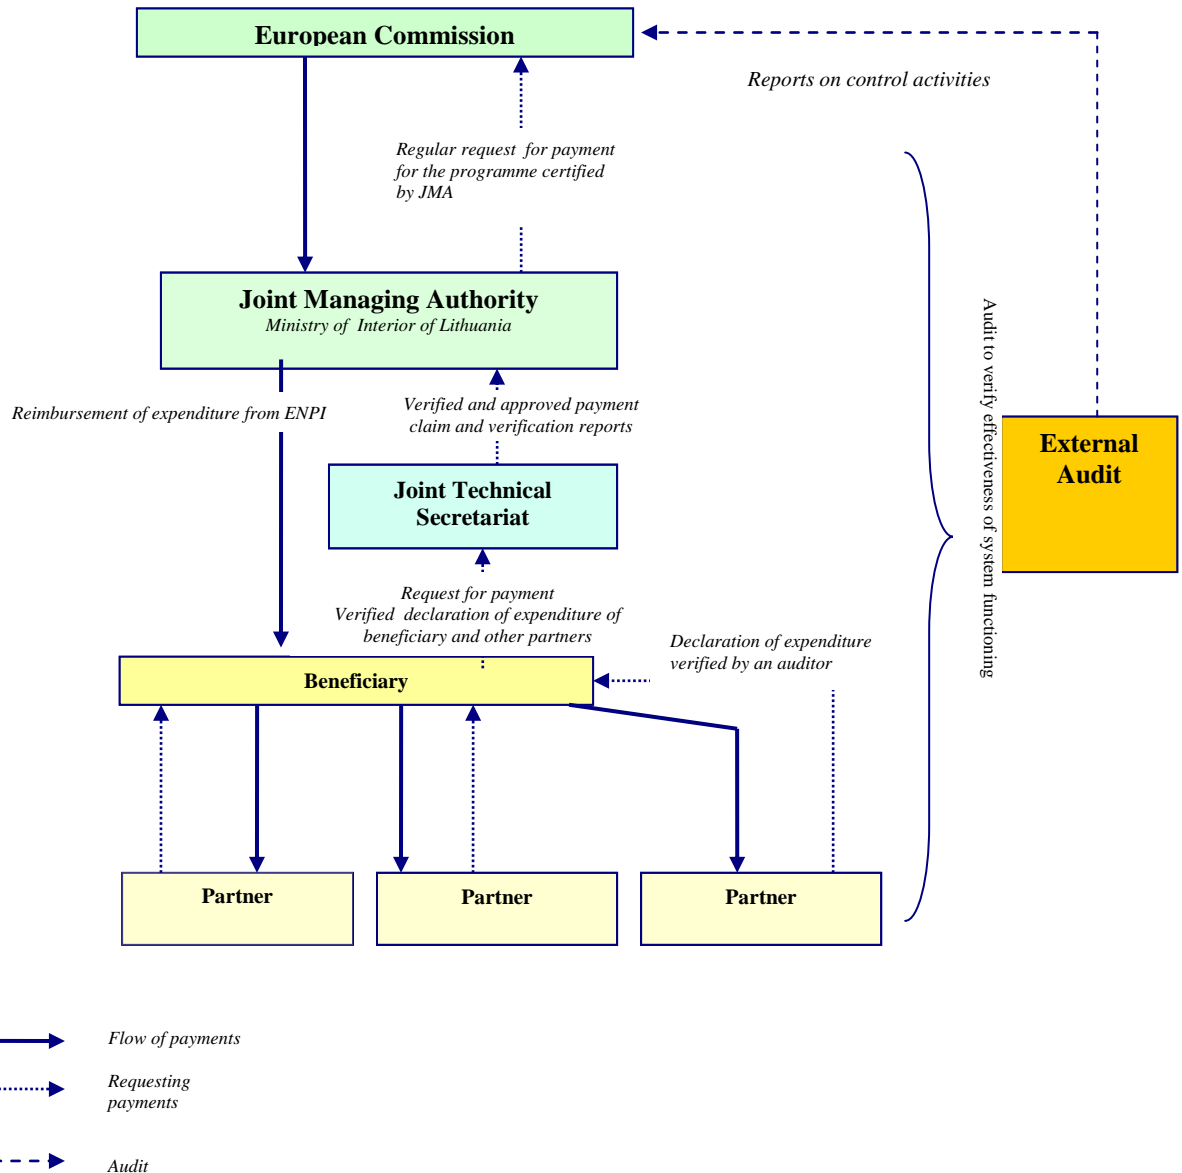 European Commission
Reports on control activities
Regular request for payment
for the programme certified
by JMA
Joint Managing Authority
Ministry of Interior of Lithuania
Reimbursement of expenditure from ENPI
Verified and approved payment
claim and verification reports
Audit to verify effectiveness of system functioning
External
Audit
Joint Technical
Secretariat
Request for payment
Verified declaration of expenditure of
beneficiary and other partners
Declaration of expenditure
verified by an auditor
Beneficiary
Partner
Partner
Partner
Flow of payments
Requesting
payments
Audit